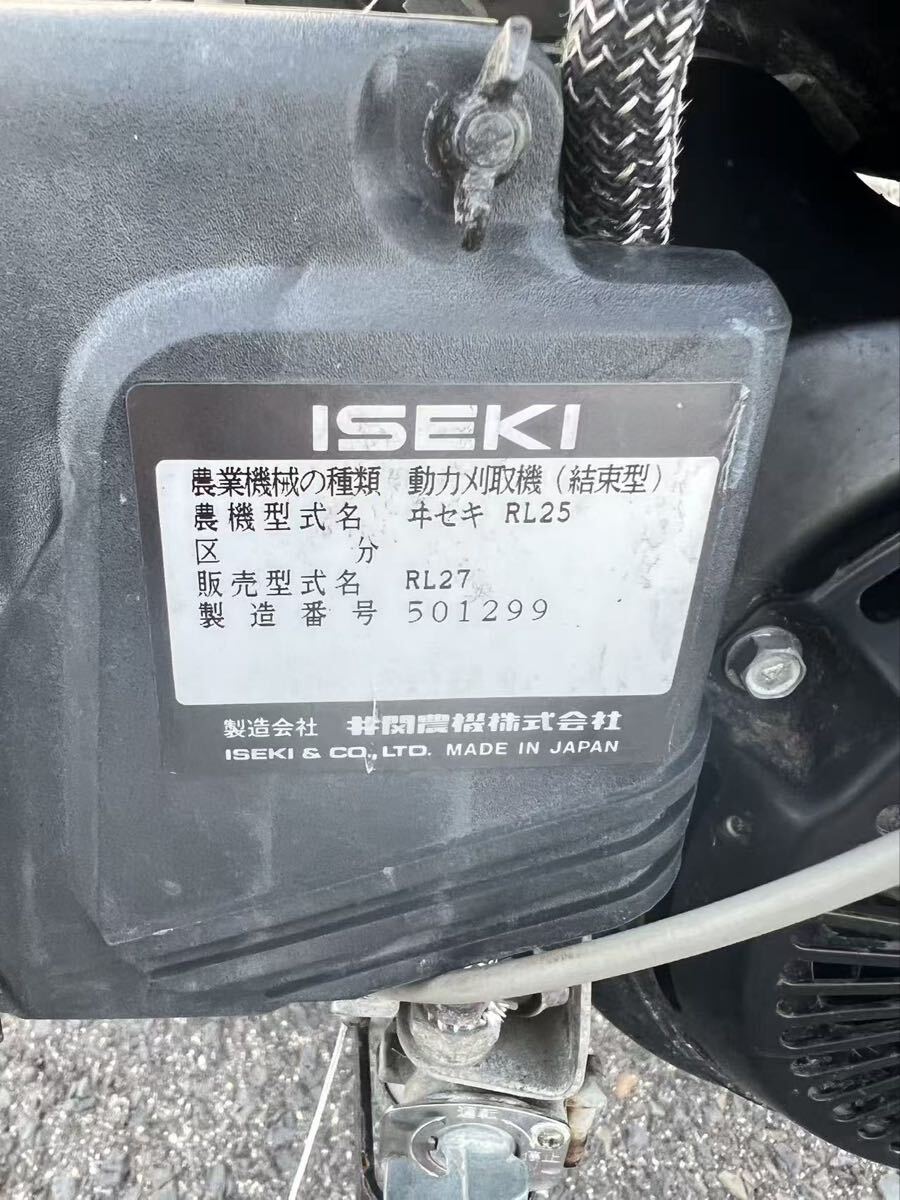 ISEKI
農業機械の種類 動力刈取機(結束型)
農機型式名 ヰセキ RL25
区分
販売型式名 RL27
製造番号 501299
製造会社 井関農機株式会社
ISEKI & CO.,LTD. MADE IN JAPAN